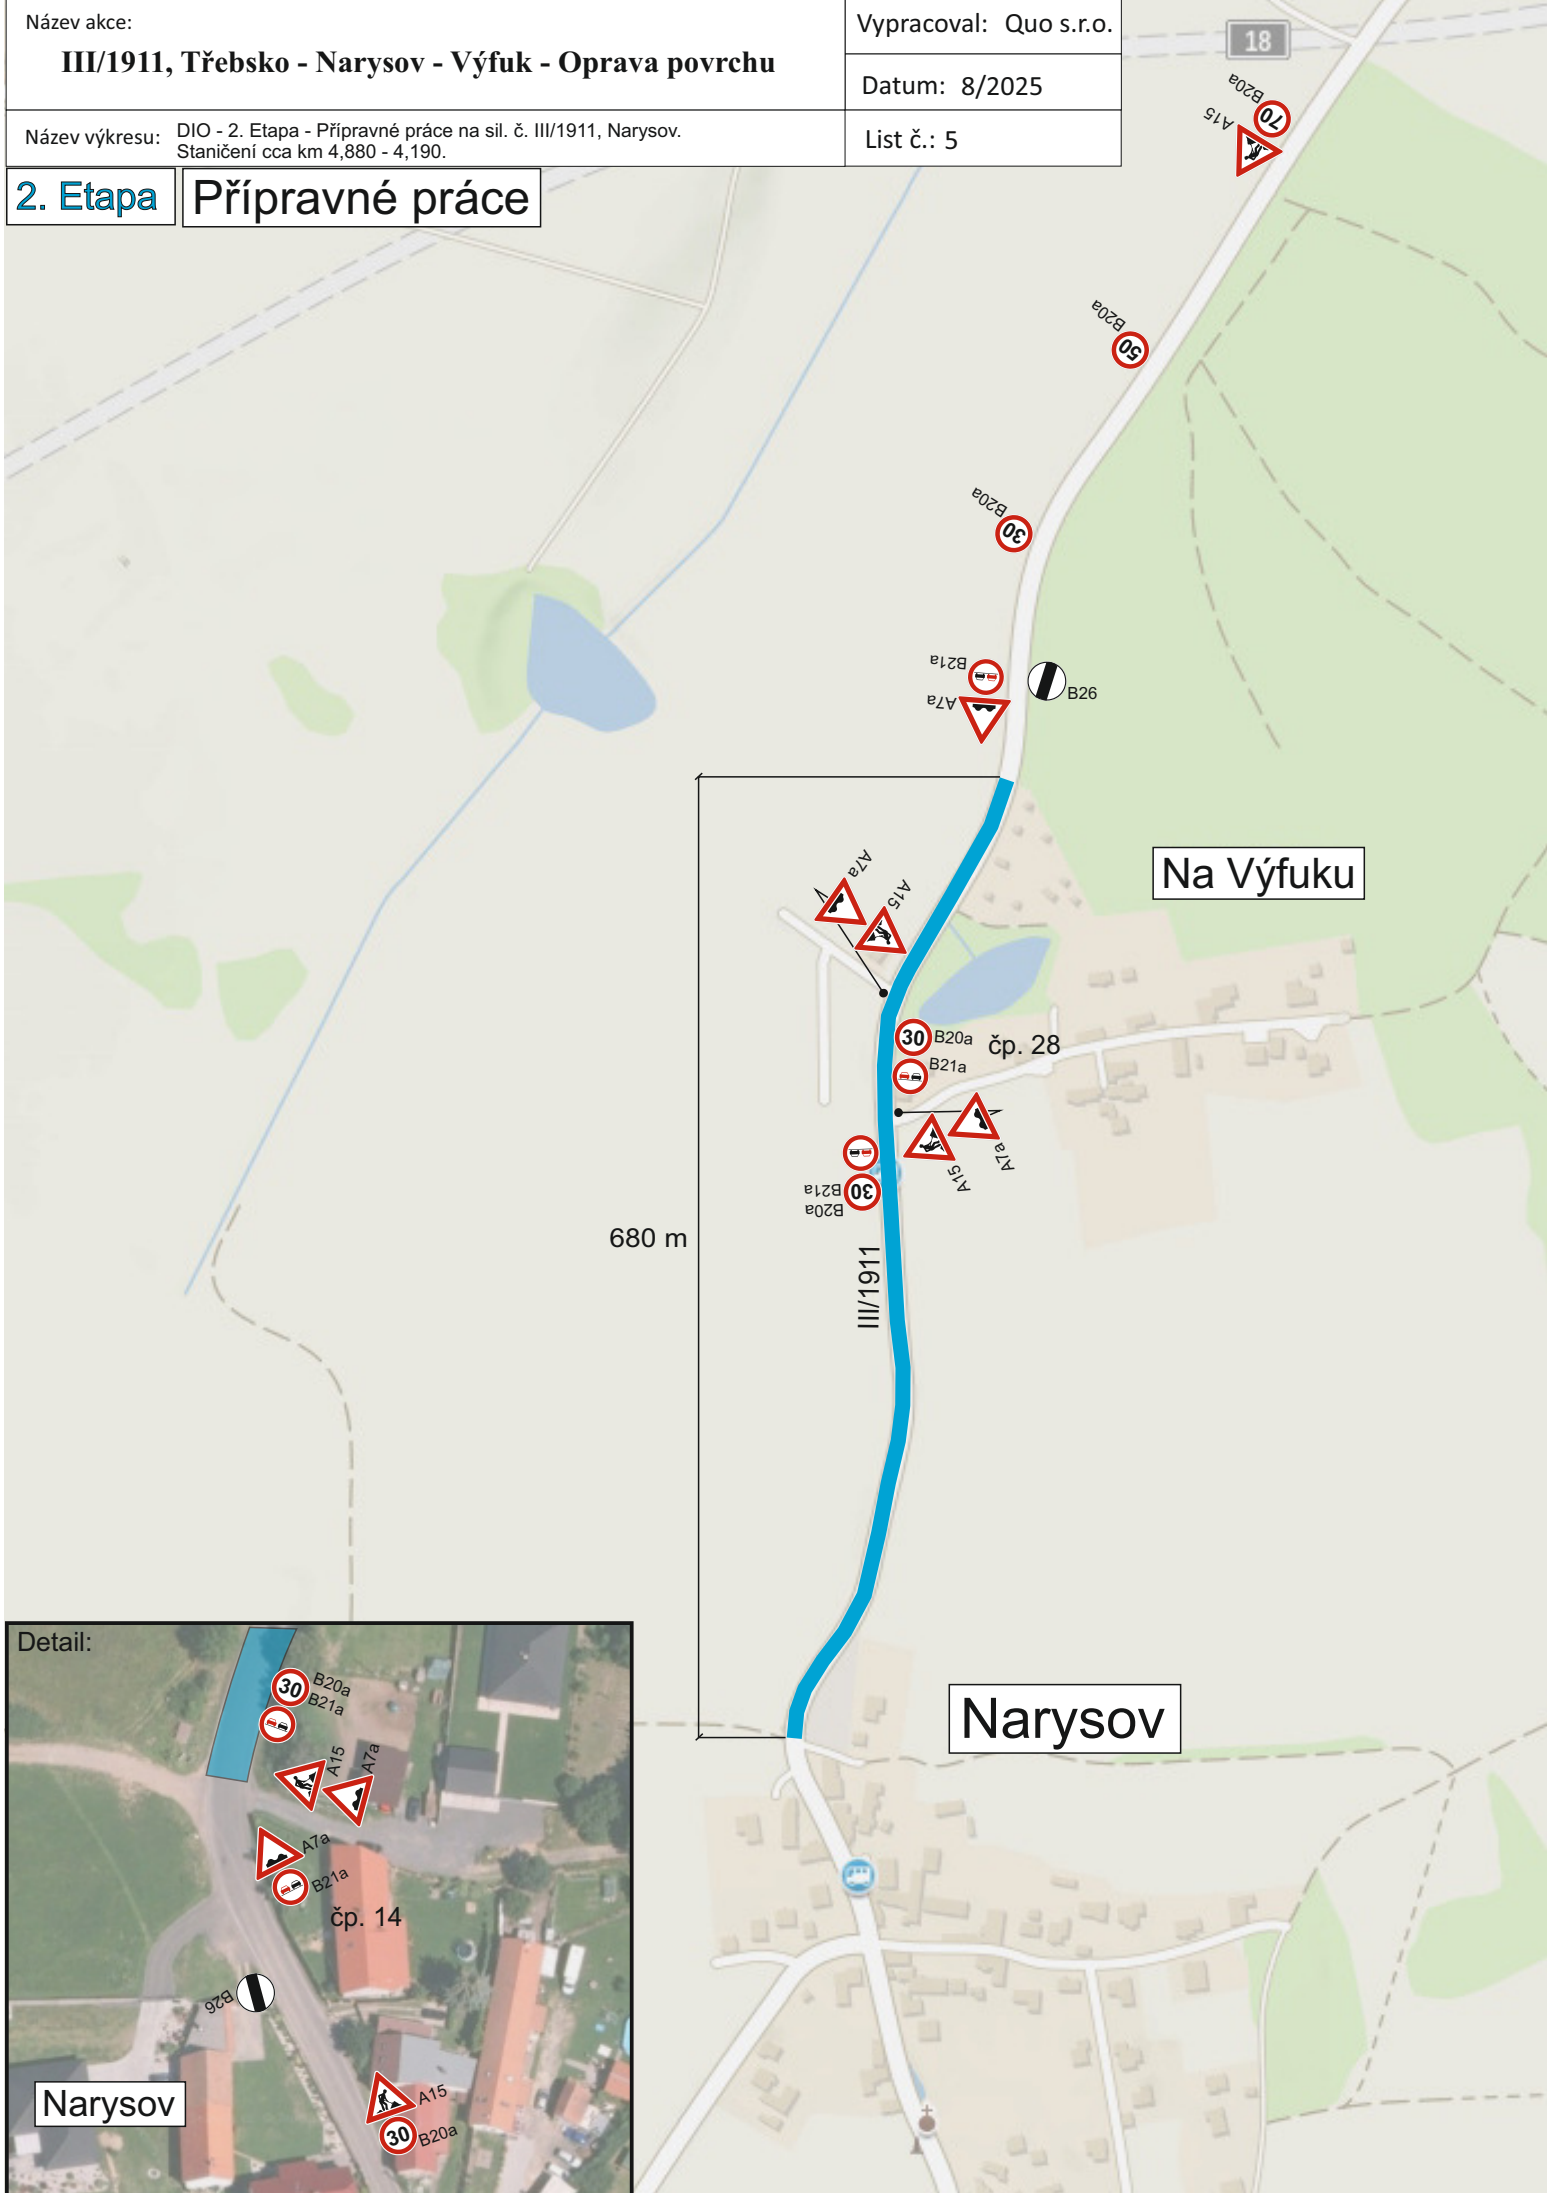 Název akce:
III/1911, Třebsko - Narysov - Výfuk - Oprava povrchu
Vypracoval: Quo s.r.o.
Datum: 8/2025
Název výkresu: DIO - 2. Etapa - Přípravné práce na sil. č. III/1911, Narysov.
Staničení cca km 4,880 - 4,190.
List č.: 5
2. Etapa
Přípravné práce
18
B20a
70
A15
B20a
50
B20a
30
B21a
A7a
B26
Na Výfuku
A7a
A15
30 B20a
B21a
čp. 28
A15
A7a
B21a
B20a
30
680 m
III/1911
Narysov
Detail:
30 B20a
B21a
A15
A7a
A7a
B21a
čp. 14
B26
Narysov
A15
30 B20a